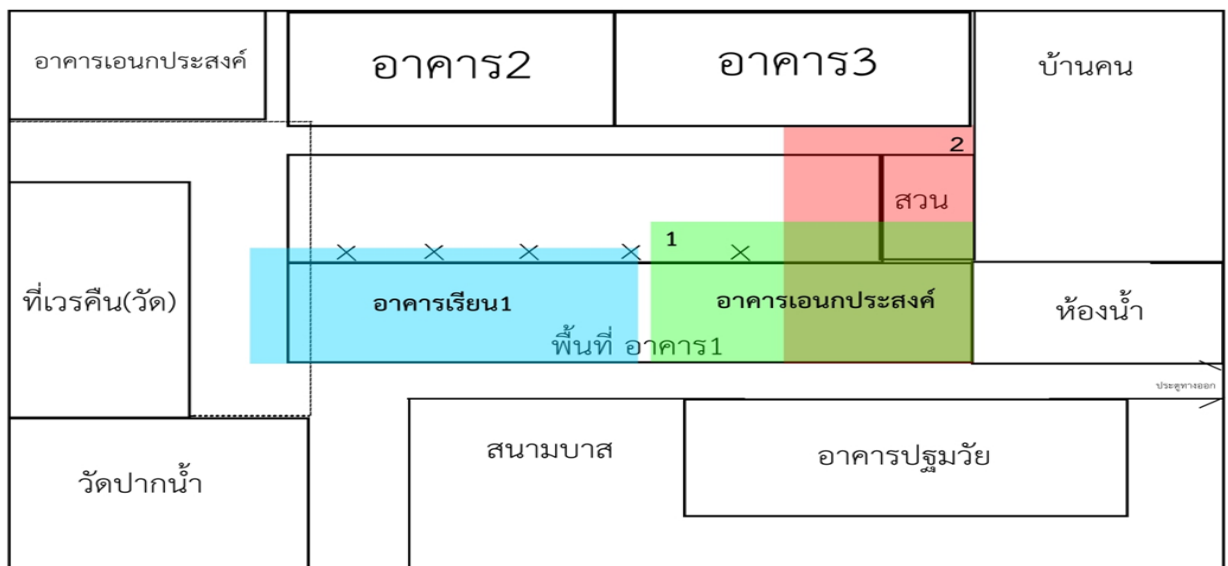 อาคารเอนกประสงค์
อาคาร2
อาคาร3
บ้านคน
2
สวน
1
ที่เวรคืน(วัด)
อาคารเรียน1
อาคารเอนกประสงค์
ห้องน้ำ
พื้นที่ อาคาร1
ประตูทางออก
สนามบาส
อาคารปฐมวัย
วัดปากน้ำ